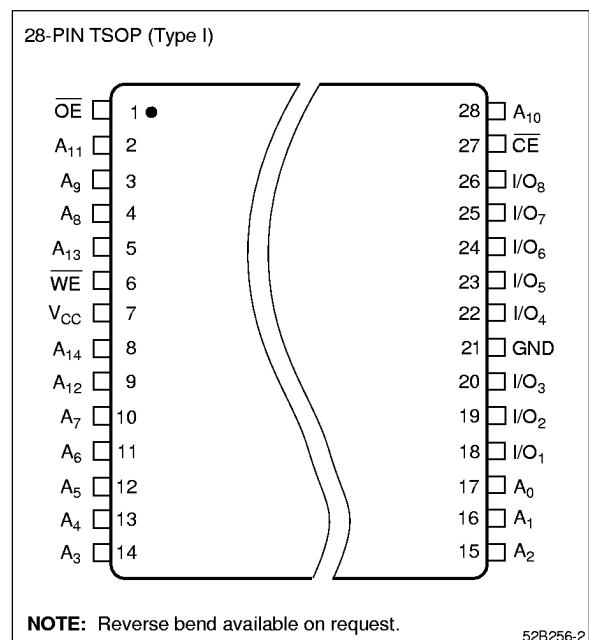 28-PIN TSOP (Type I)
OE 1 28 A10
A11 2 27 CE
A9 3 26 I/O8
A8 4 25 I/O7
A13 5 24 I/O6
WE 6 23 I/O5
VCC 7 22 I/O4
A14 8 21 GND
A12 9 20 I/O3
A7 10 19 I/O2
A6 11 18 I/O1
A5 12 17 A0
A4 13 16 A1
A3 14 15 A2
NOTE: Reverse bend available on request.
52B256-2